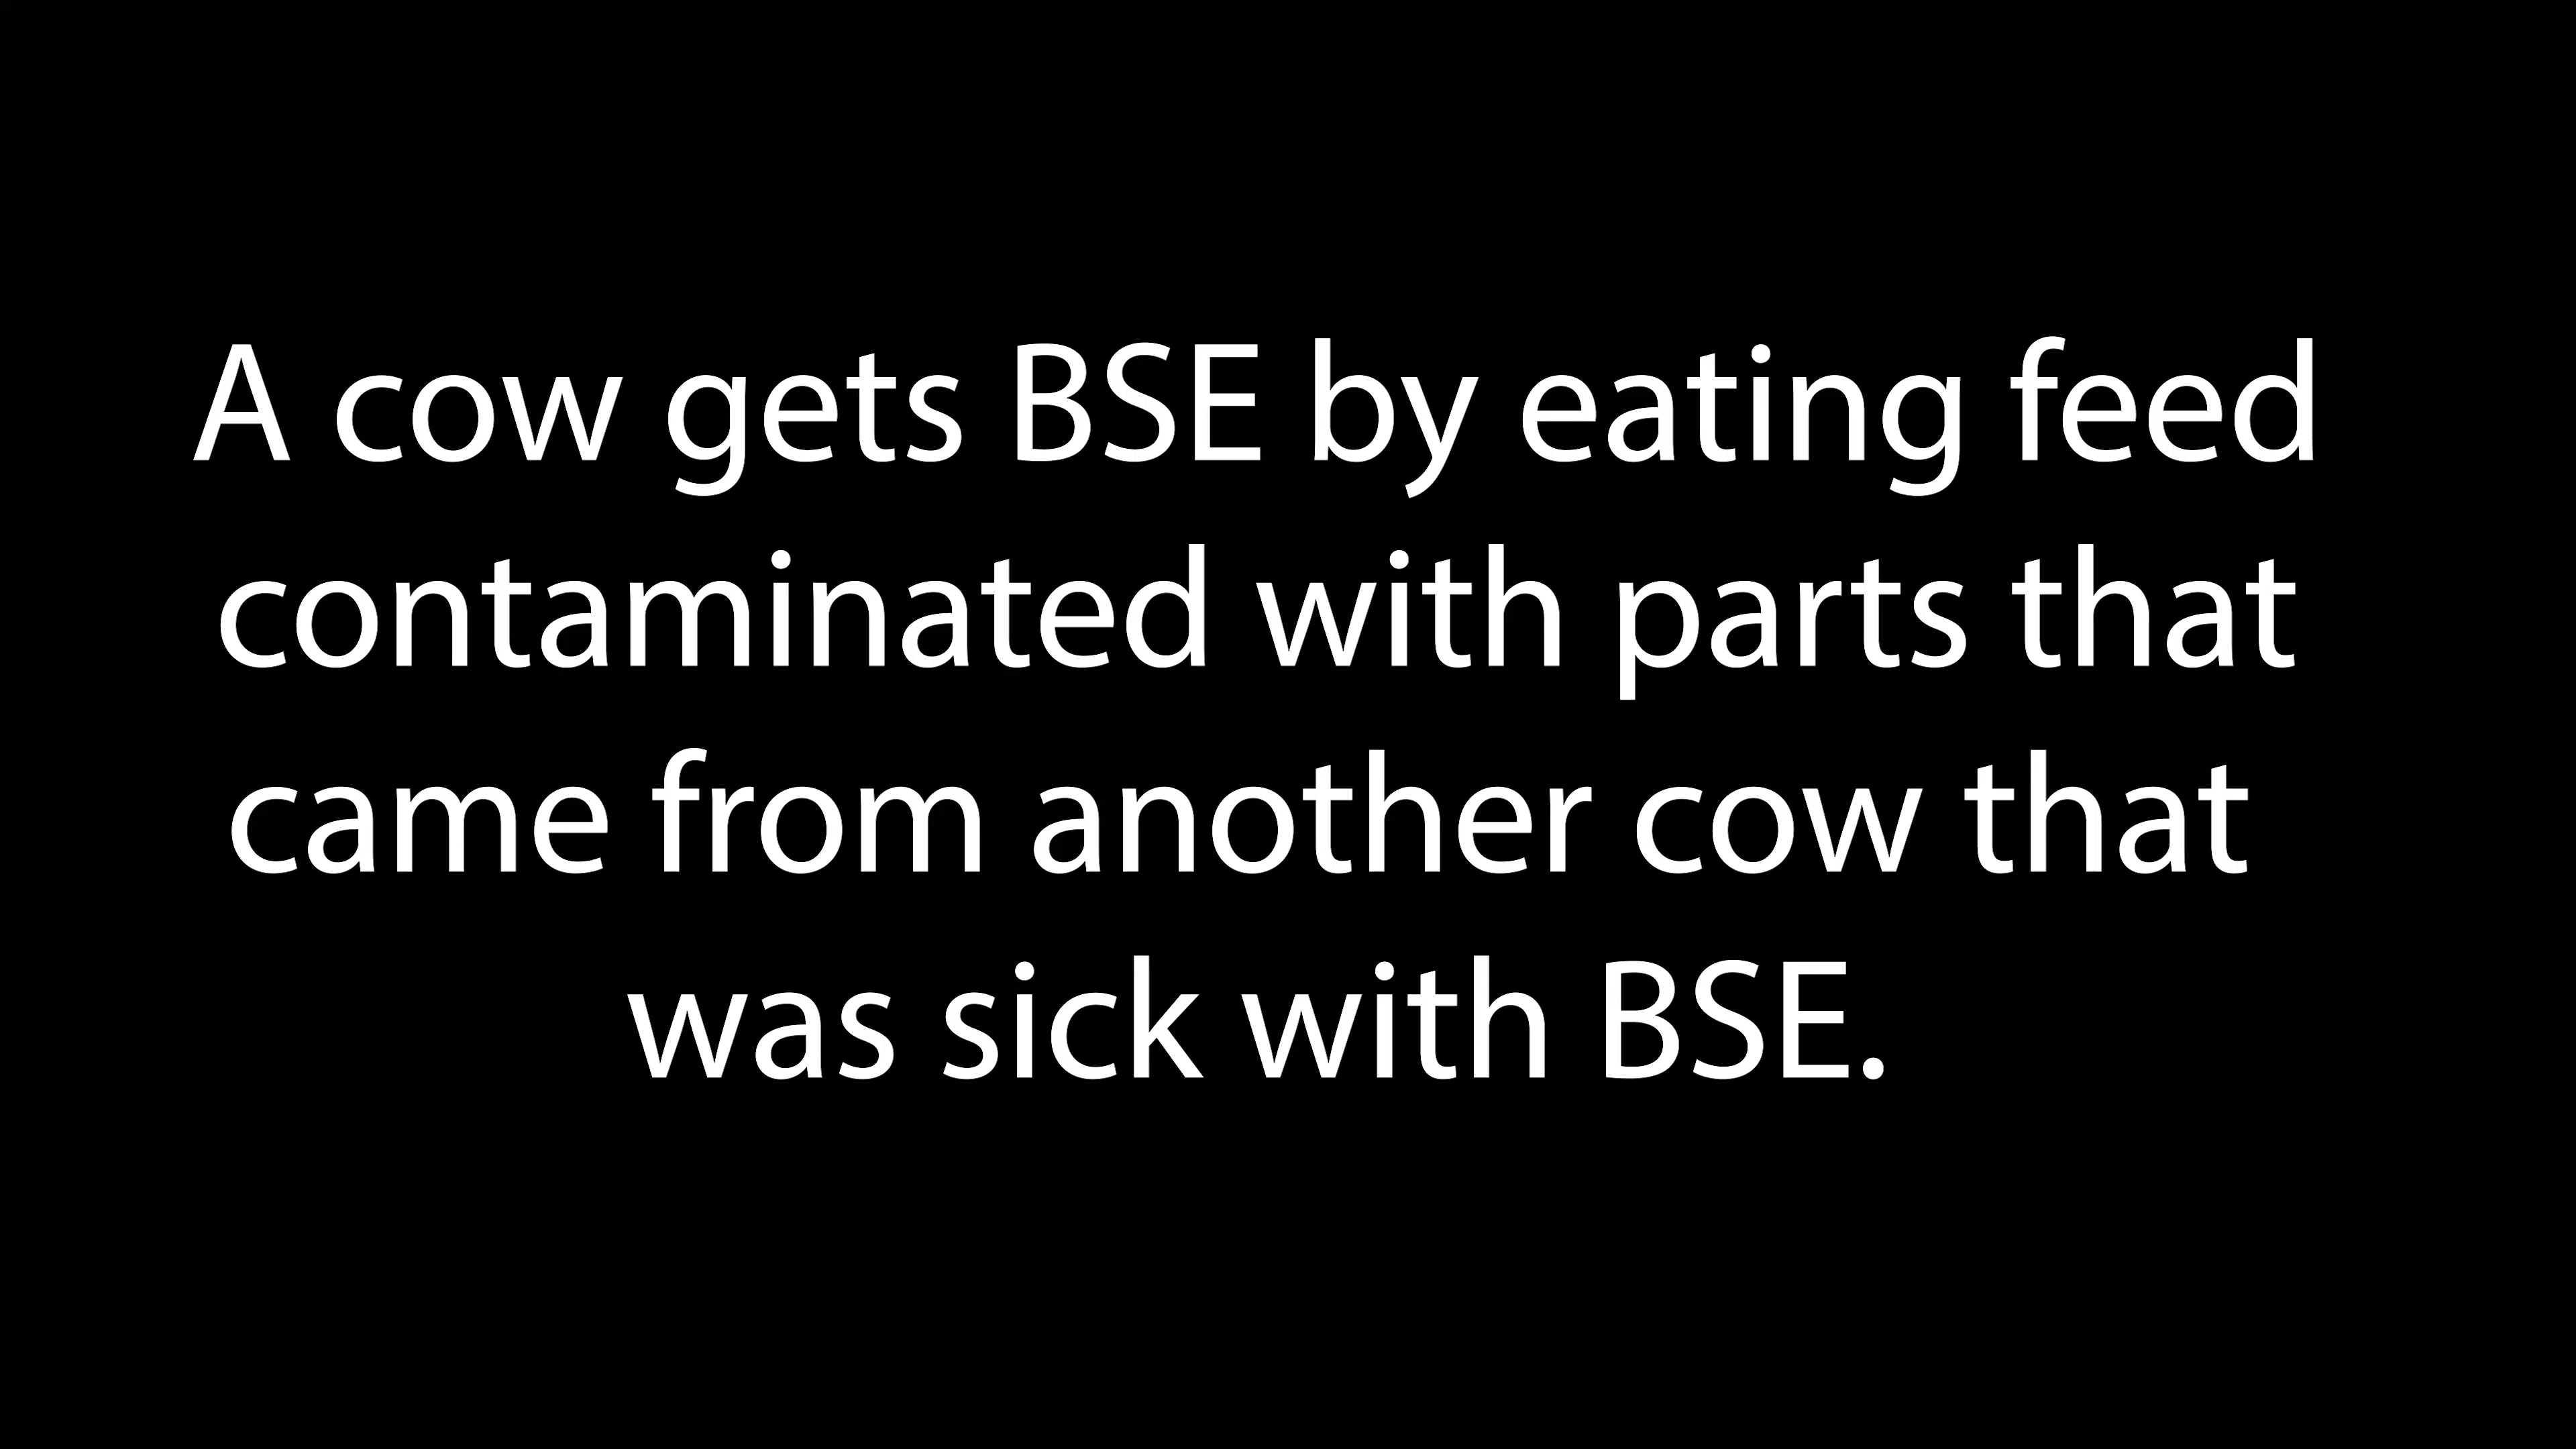 A cow gets BSE by eating feed
contaminated with parts that
came from another cow that
was sick with BSE.